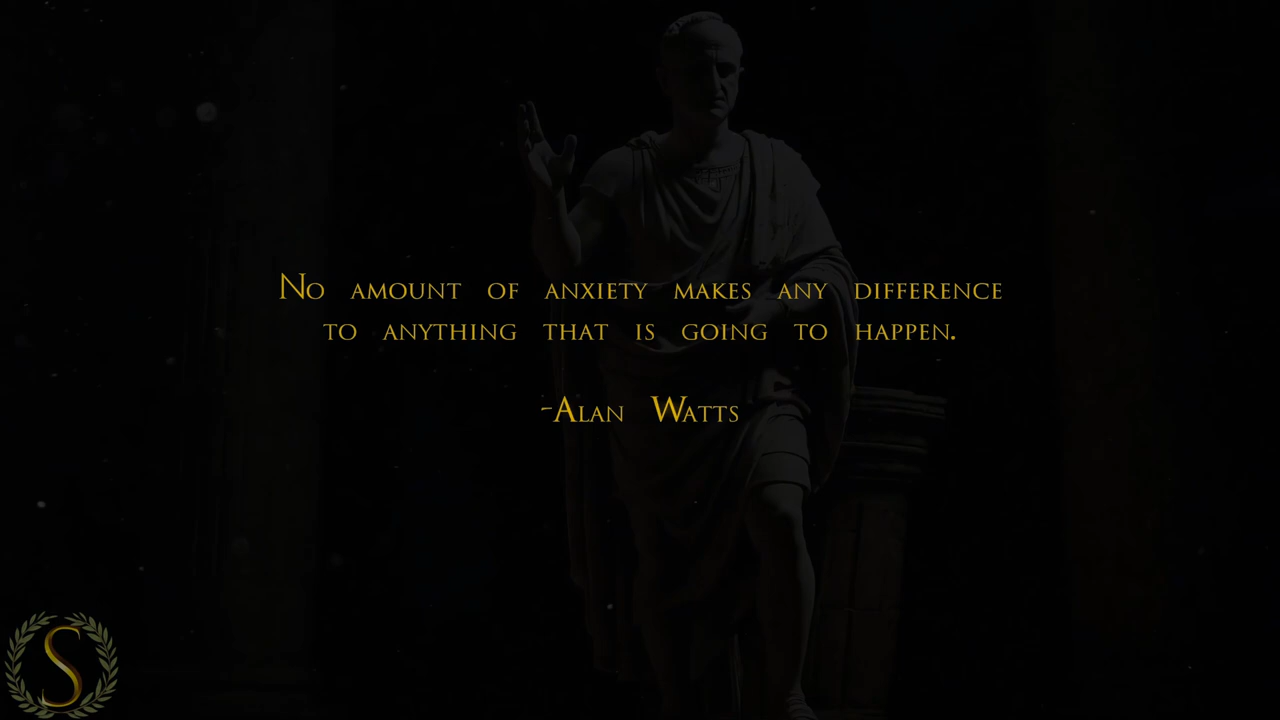 No amount of anxiety makes any difference
to anything that is going to happen.
-Alan Watts
S